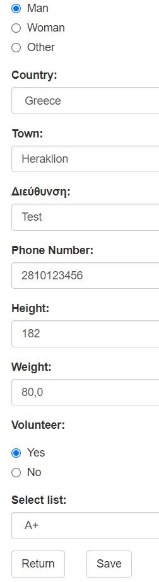 Man
Woman
Other
Country:
Greece
Town:
Heraklion
Διεύθυνση:
Test
Phone Number:
2810123456
Height:
182
Weight:
80,0
Volunteer:
Yes
No
Select list:
A+
Return Save